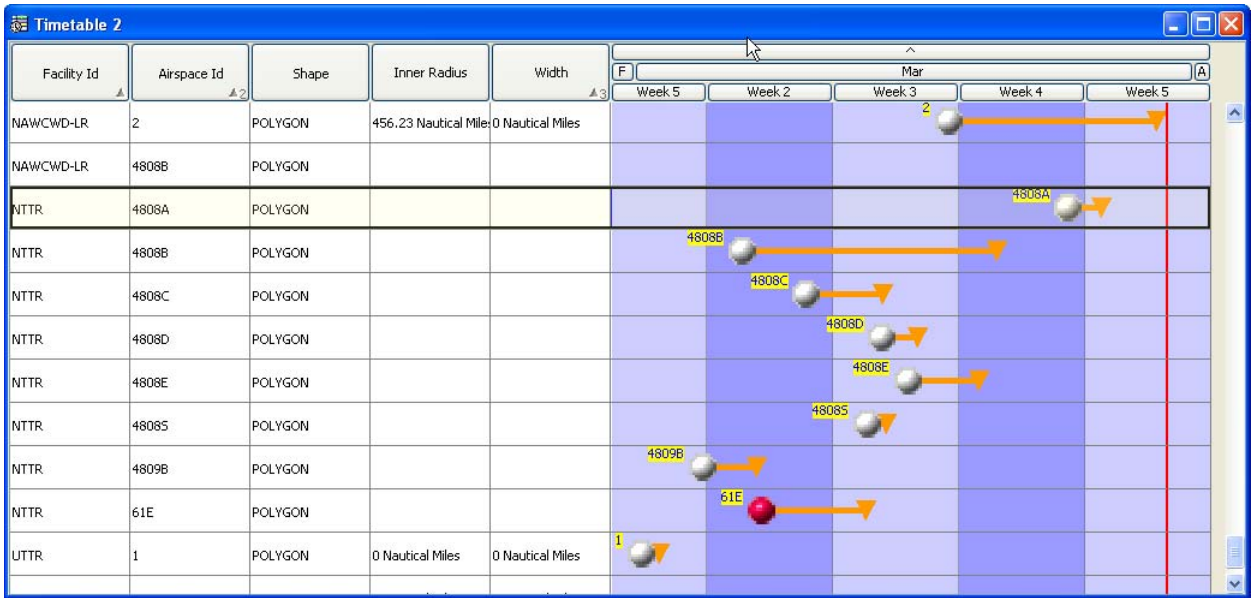 Timetable 2
Facility Id Airspace Id 2 Shape Inner Radius Width 3
F Mar A
Week 5 Week 2 Week 3 Week 4 Week 5
NAWCWD-LR 2 POLYGON 456.23 Nautical Mile 0 Nautical Miles 2
NAWCWD-LR 4808B POLYGON
NTTR 4808A POLYGON 4808A
NTTR 4808B POLYGON 4808B
NTTR 4808C POLYGON 4808C
NTTR 4808D POLYGON 4808D
NTTR 4808E POLYGON 4808E
NTTR 4808S POLYGON 4808S
NTTR 4809B POLYGON 4809B
NTTR 61E POLYGON 61E
UTTR 1 POLYGON 0 Nautical Miles 0 Nautical Miles 1